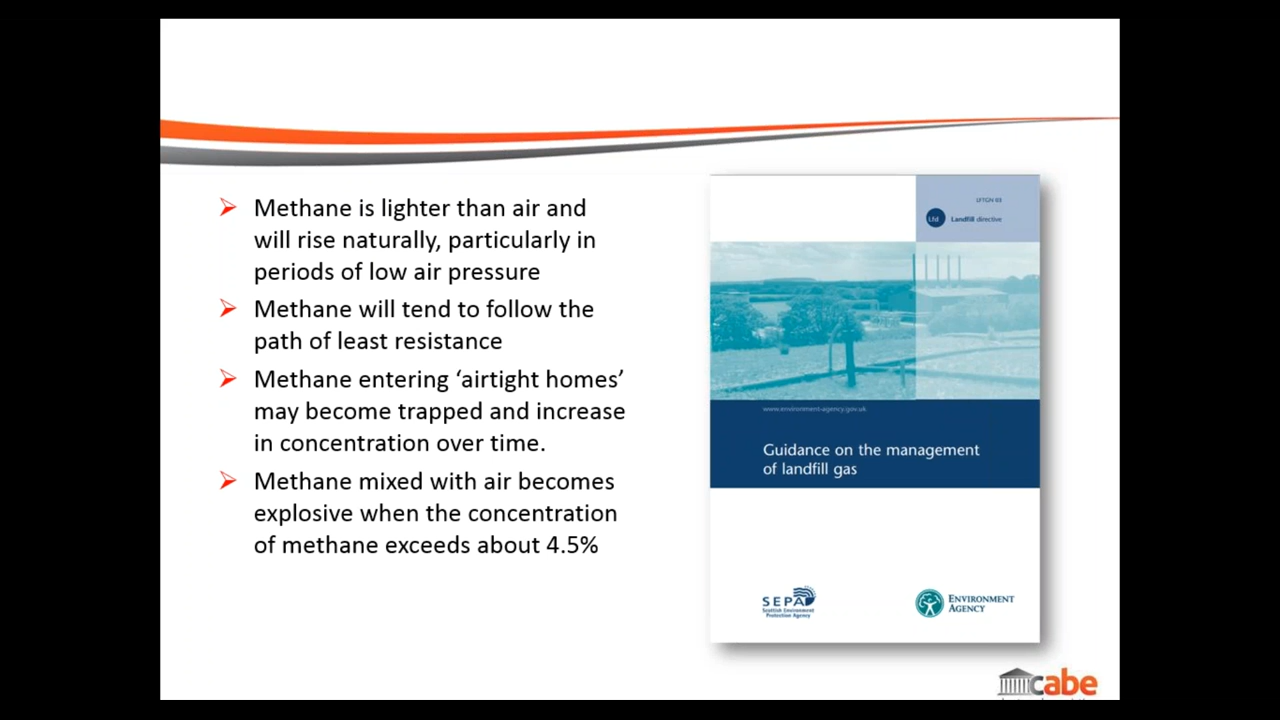 Methane is lighter than air and
will rise naturally, particularly in
periods of low air pressure
Methane will tend to follow the
path of least resistance
Methane entering ‘airtight homes’
may become trapped and increase
in concentration over time.
Methane mixed with air becomes
explosive when the concentration
of methane exceeds about 4.5%
LFTGN 03
Lfd
Landfill directive
www.environment-agency.gov.uk
Guidance on the management
of landfill gas
SEPA
Scottish Environment
Protection Agency
ENVIRONMENT
AGENCY
cabe